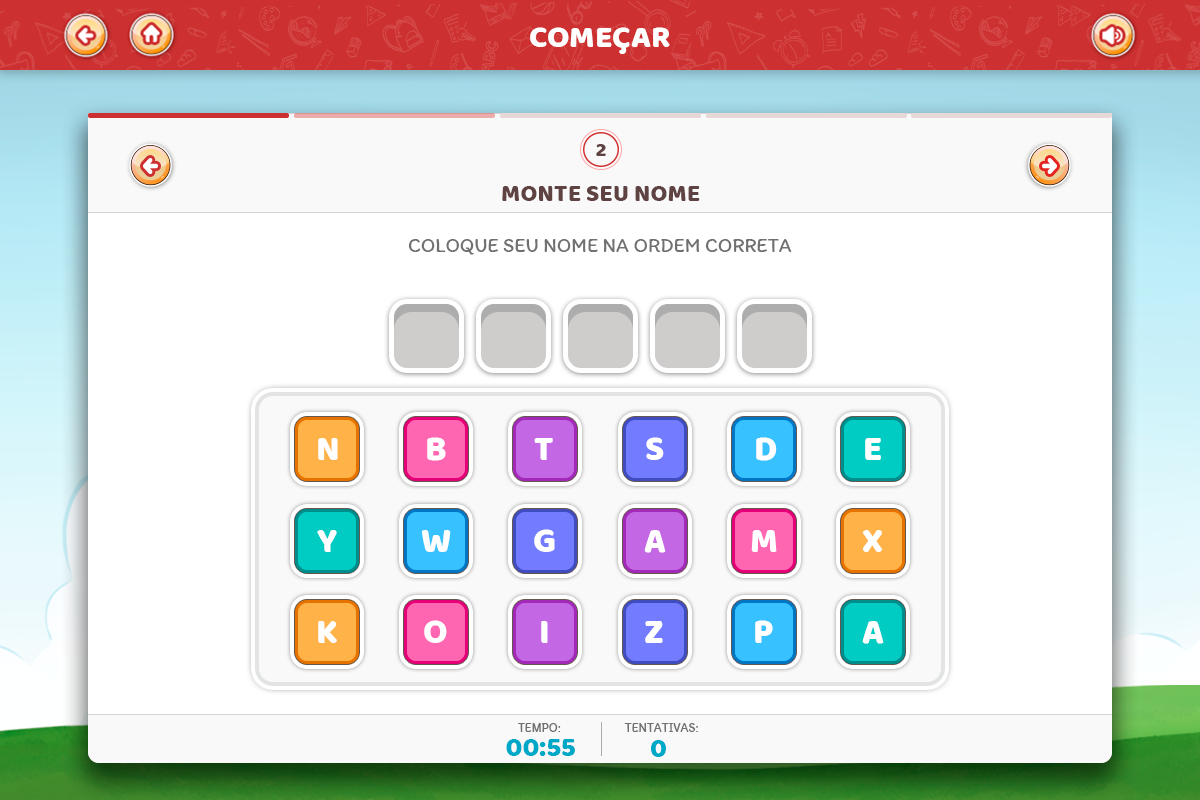 COMEÇAR
2
MONTE SEU NOME
COLOQUE SEU NOME NA ORDEM CORRETA
N B T S D E
Y W G A M X
K O I Z P A
TEMPO: TENTATIVAS:
00:55 0